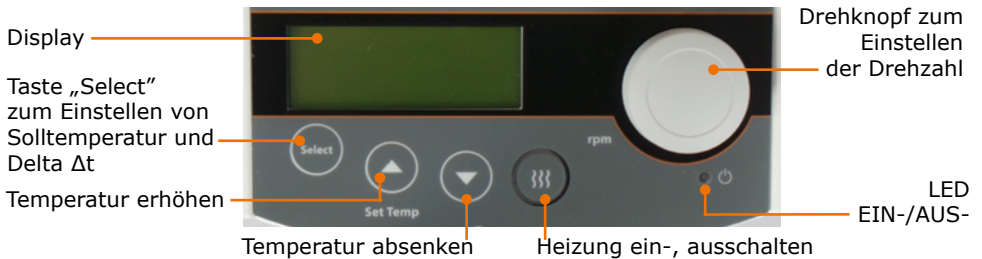 Display
Taste „Select”
zum Einstellen von
Solltemperatur und
Delta Δt
Temperatur erhöhen
Temperatur absenken
Heizung ein-, ausschalten
Drehknopf zum
Einstellen
der Drehzahl
LED
EIN-/AUS-
Select
Set Temp
rpm